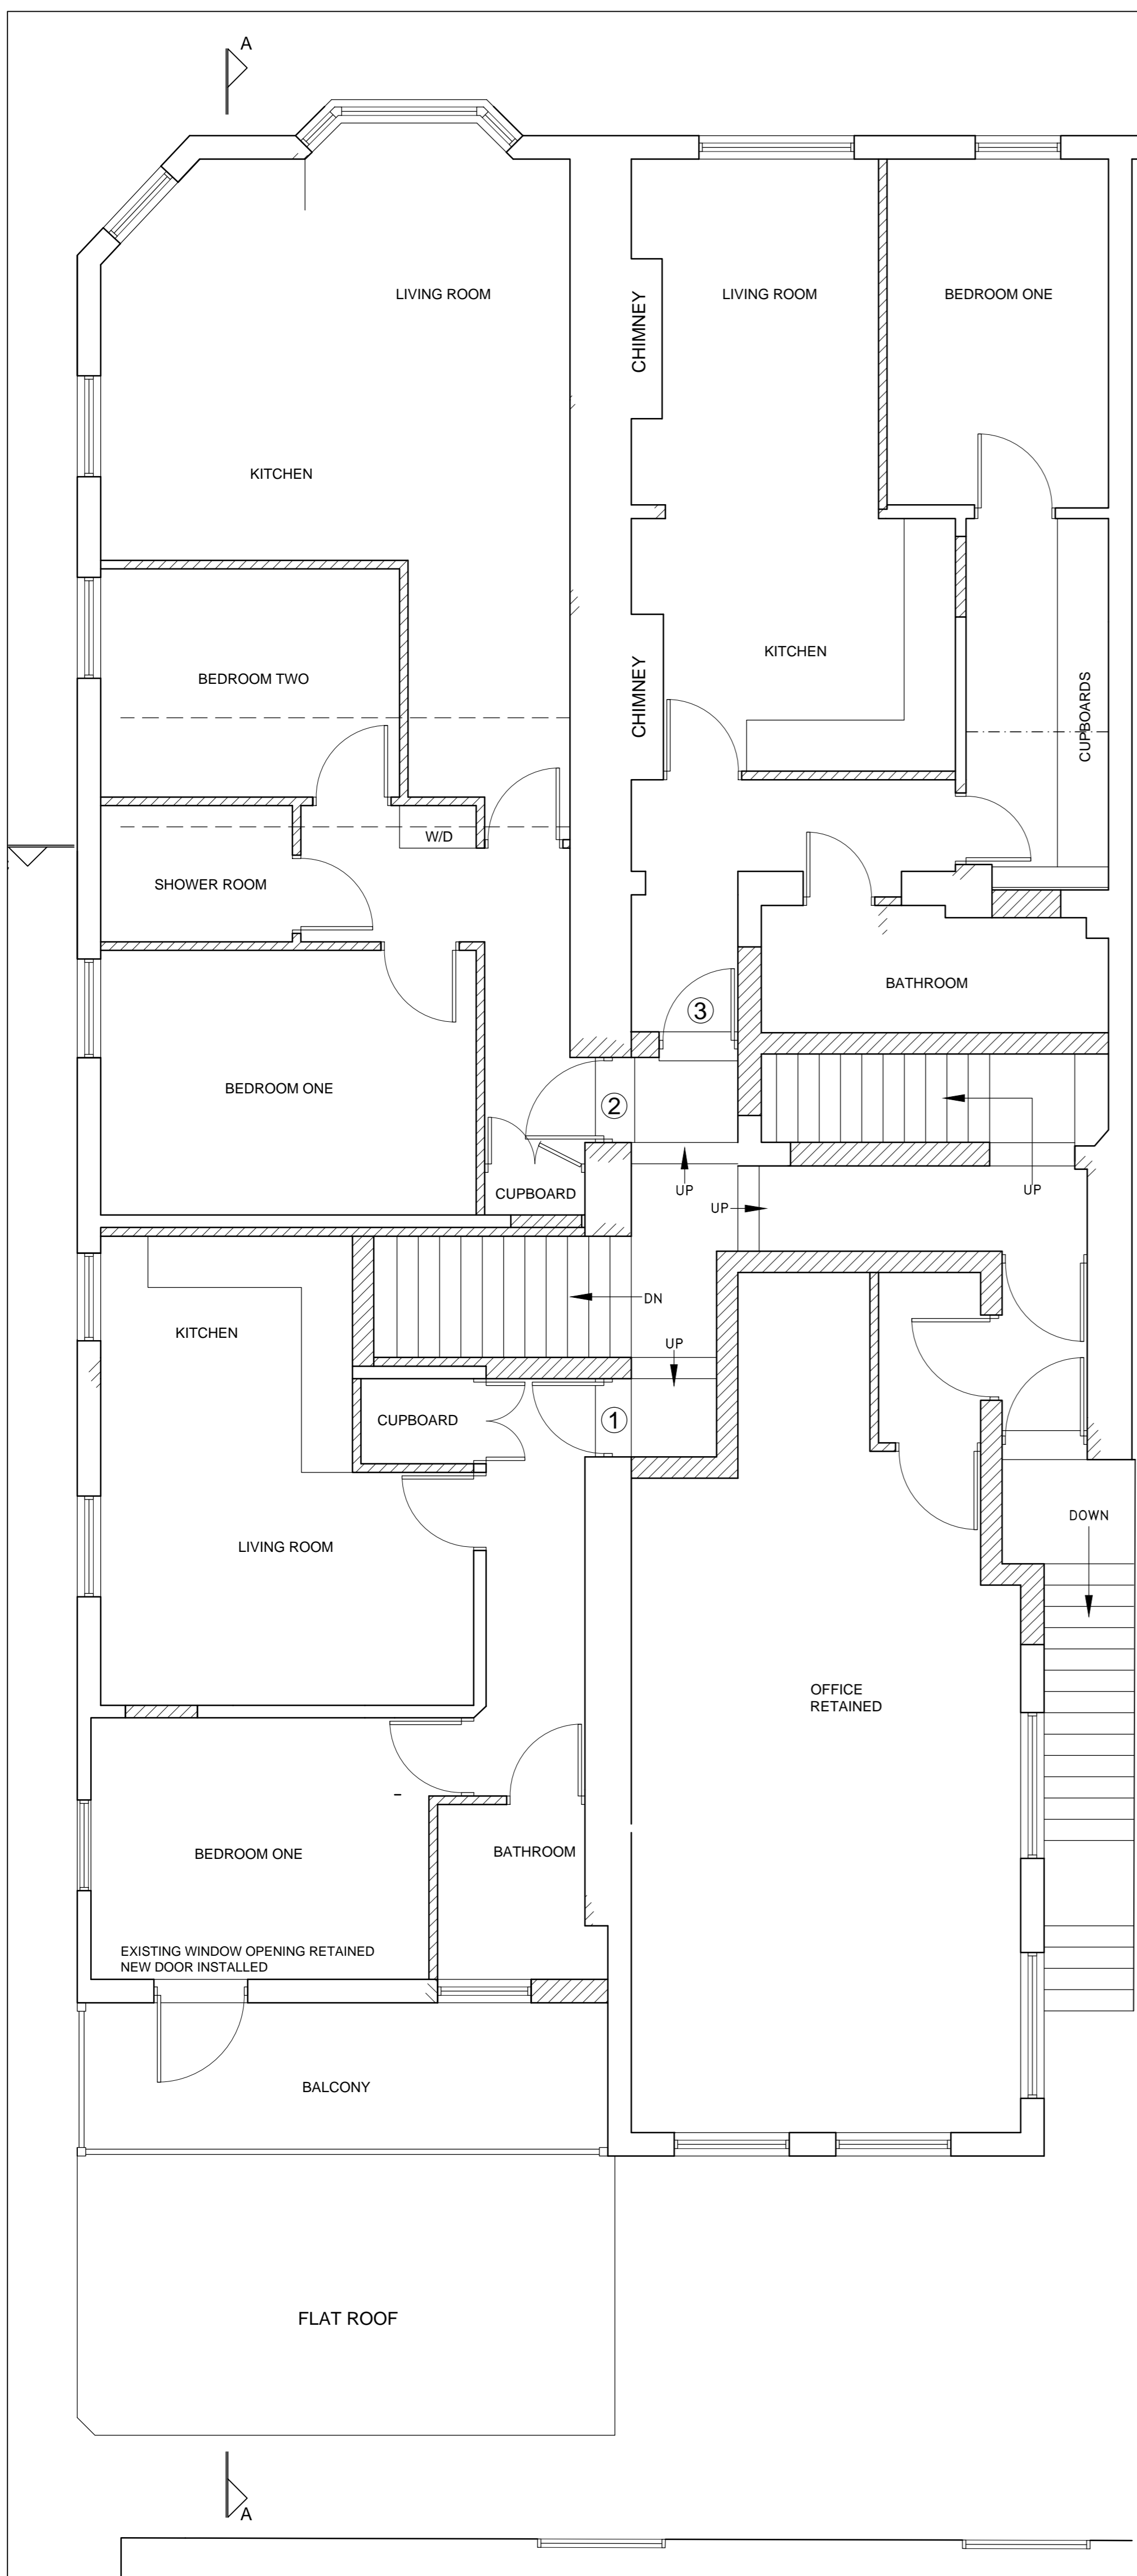 A
LIVING ROOM
CHIMNEY
LIVING ROOM
BEDROOM ONE
KITCHEN
BEDROOM TWO
CHIMNEY
KITCHEN
CUPBOARDS
W/D
SHOWER ROOM
BATHROOM
3
BEDROOM ONE
2
CUPBOARD
UP
UP
UP
DN
KITCHEN
UP
CUPBOARD
1
DOWN
LIVING ROOM
OFFICE
RETAINED
BEDROOM ONE
BATHROOM
EXISTING WINDOW OPENING RETAINED
NEW DOOR INSTALLED
BALCONY
FLAT ROOF
A